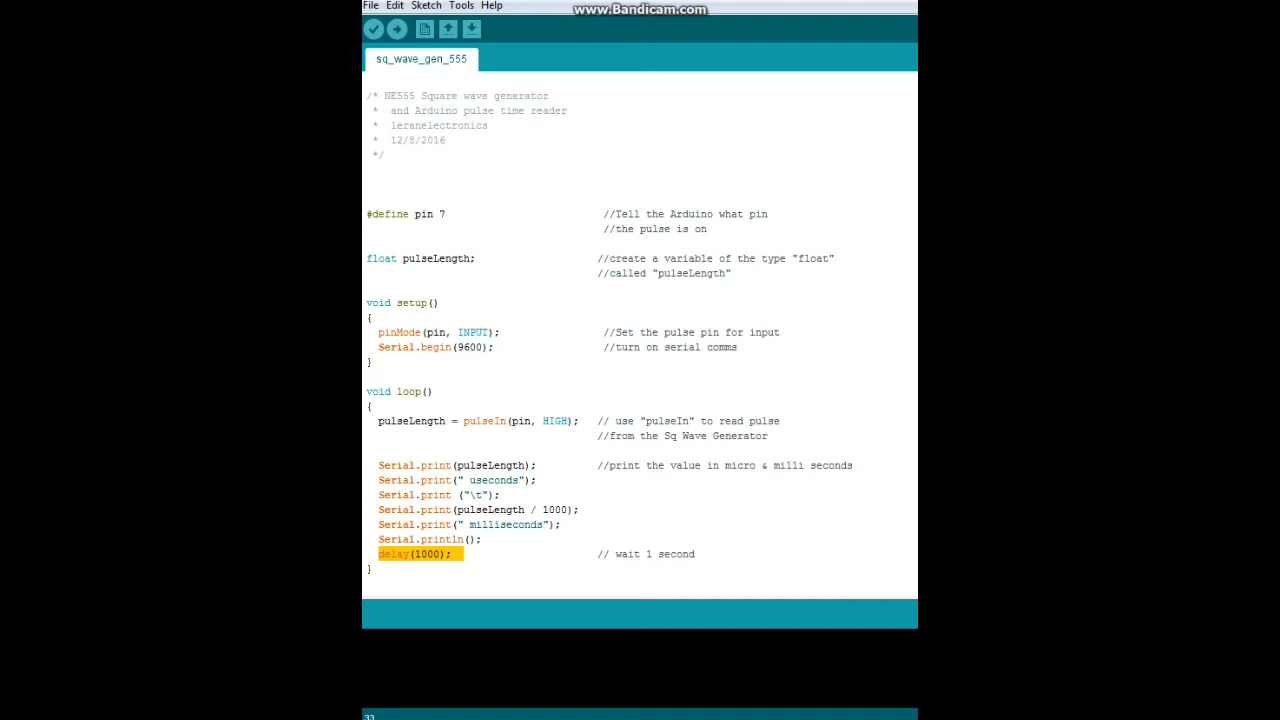 www.Bandicam.com
File Edit Sketch Tools Help
sq_wave_gen_555
/* NE555 Square wave generator
 *  and Arduino pulse time reader
 *  leranelectronics
 *  12/8/2016
 */
#define pin 7 //Tell the Arduino what pin
//the pulse is on
float pulseLength; //create a variable of the type "float"
//called "pulseLength"
void setup()
{
pinMode(pin, INPUT); //Set the pulse pin for input
Serial.begin(9600); //turn on serial comms
}
void loop()
{
pulseLength = pulseIn(pin, HIGH); // use "pulseIn" to read pulse
//from the Sq Wave Generator
Serial.print(pulseLength); //print the value in micro & milli seconds
Serial.print(" useconds");
Serial.print ("\t");
Serial.print(pulseLength / 1000);
Serial.print(" milliseconds");
Serial.println();
delay(1000); // wait 1 second
}
33